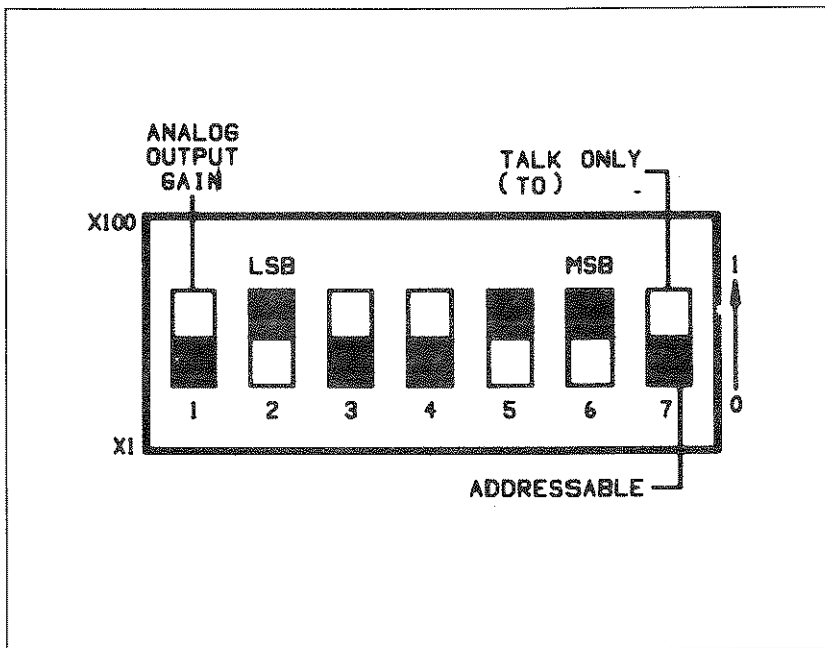 ANALOG
OUTPUT
GAIN
TALK ONLY
(TO)
X100
LSB
MSB
1
1 2 3 4 5 6 7
0
X1
ADDRESSABLE